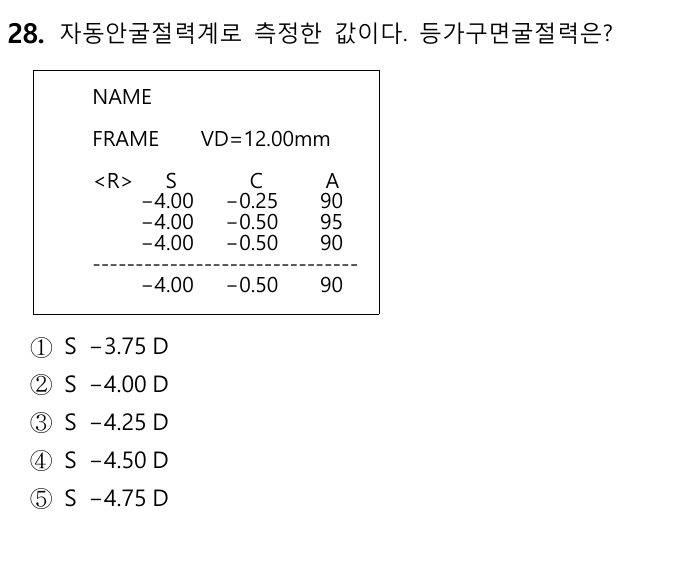 28. 자동안굴절력계로 측정한 값이다. 등가구면굴절력은?
NAME
FRAME VD=12.00mm
<R> S C A
-4.00 -0.25 90
-4.00 -0.50 95
-4.00 -0.50 90
-------------------------------
-4.00 -0.50 90
① S -3.75 D
② S -4.00 D
③ S -4.25 D
④ S -4.50 D
⑤ S -4.75 D